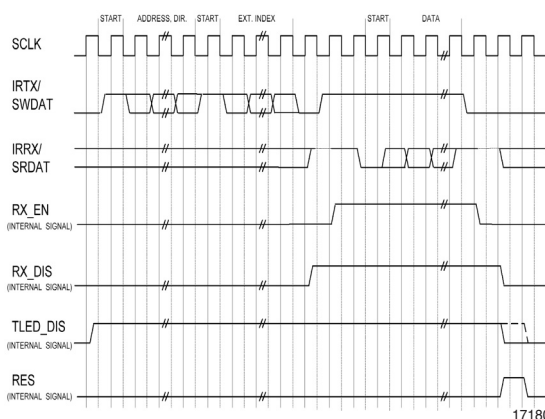 START ADDRESS, DIR. START EXT. INDEX START DATA
SCLK
IRTX/
SWDAT
IRRX/
SRDAT
RX_EN
(INTERNAL SIGNAL)
RX_DIS
(INTERNAL SIGNAL)
TLED_DIS
(INTERNAL SIGNAL)
RES
(INTERNAL SIGNAL)
17180